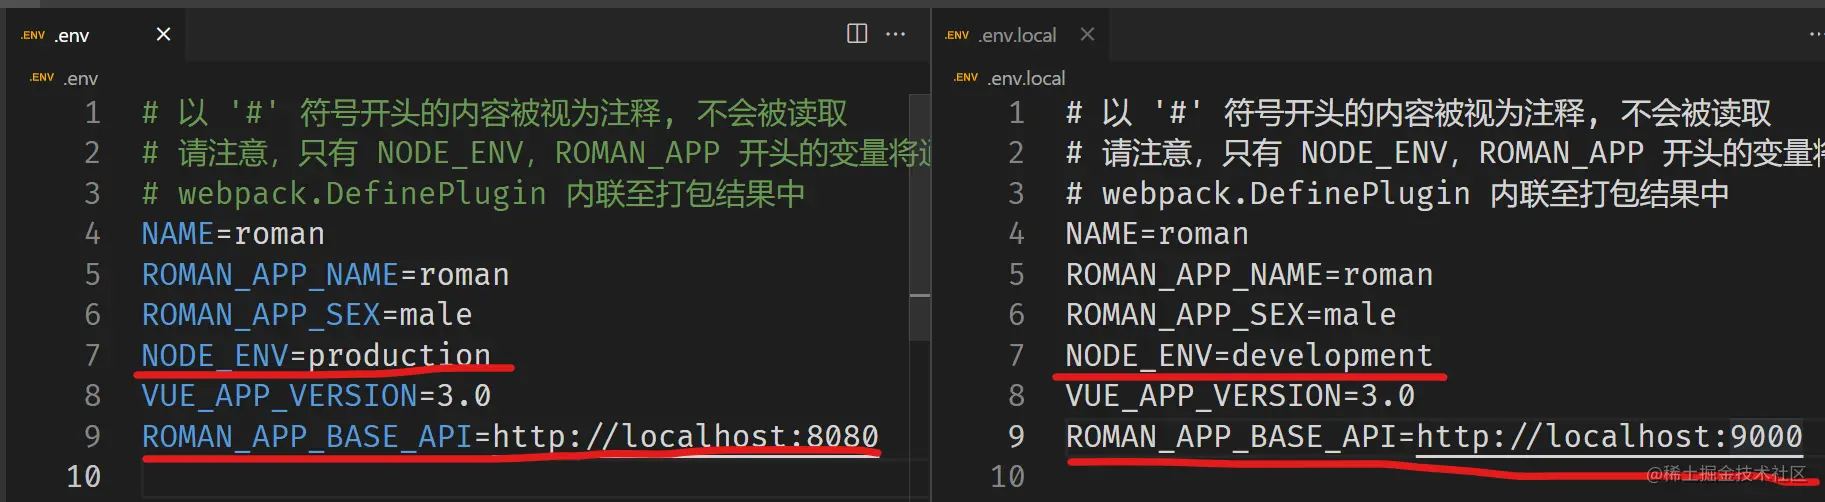 .ENV .env
.ENV .env
1 # 以 '#' 符号开头的内容被视为注释, 不会被读取
2 # 请注意, 只有 NODE_ENV, ROMAN_APP 开头的变量将
3 # webpack.DefinePlugin 内联至打包结果中
4 NAME=roman
5 ROMAN_APP_NAME=roman
6 ROMAN_APP_SEX=male
7 NODE_ENV=production
8 VUE_APP_VERSION=3.0
9 ROMAN_APP_BASE_API=http://localhost:8080
10
.ENV .env.local
.ENV .env.local
1 # 以 '#' 符号开头的内容被视为注释, 不会被读取
2 # 请注意, 只有 NODE_ENV, ROMAN_APP 开头的变量
3 # webpack.DefinePlugin 内联至打包结果中
4 NAME=roman
5 ROMAN_APP_NAME=roman
6 ROMAN_APP_SEX=male
7 NODE_ENV=development
8 VUE_APP_VERSION=3.0
9 ROMAN_APP_BASE_API=http://localhost:9000
10
@稀土掘金技术社区